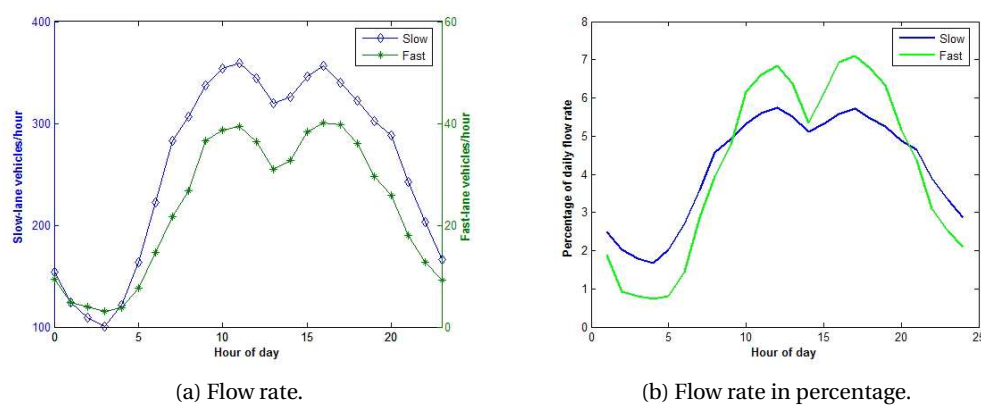 400
300
200
100
60
40
20
0
0
5
10
15
20
Slow-lane vehicles/hour
Fast-lane vehicles/hour
Hour of day
Slow
Fast
(a) Flow rate.
8
7
6
5
4
3
2
1
0
0
5
10
15
20
25
Percentage of daily flow rate
Hour of day
Slow
Fast
(b) Flow rate in percentage.